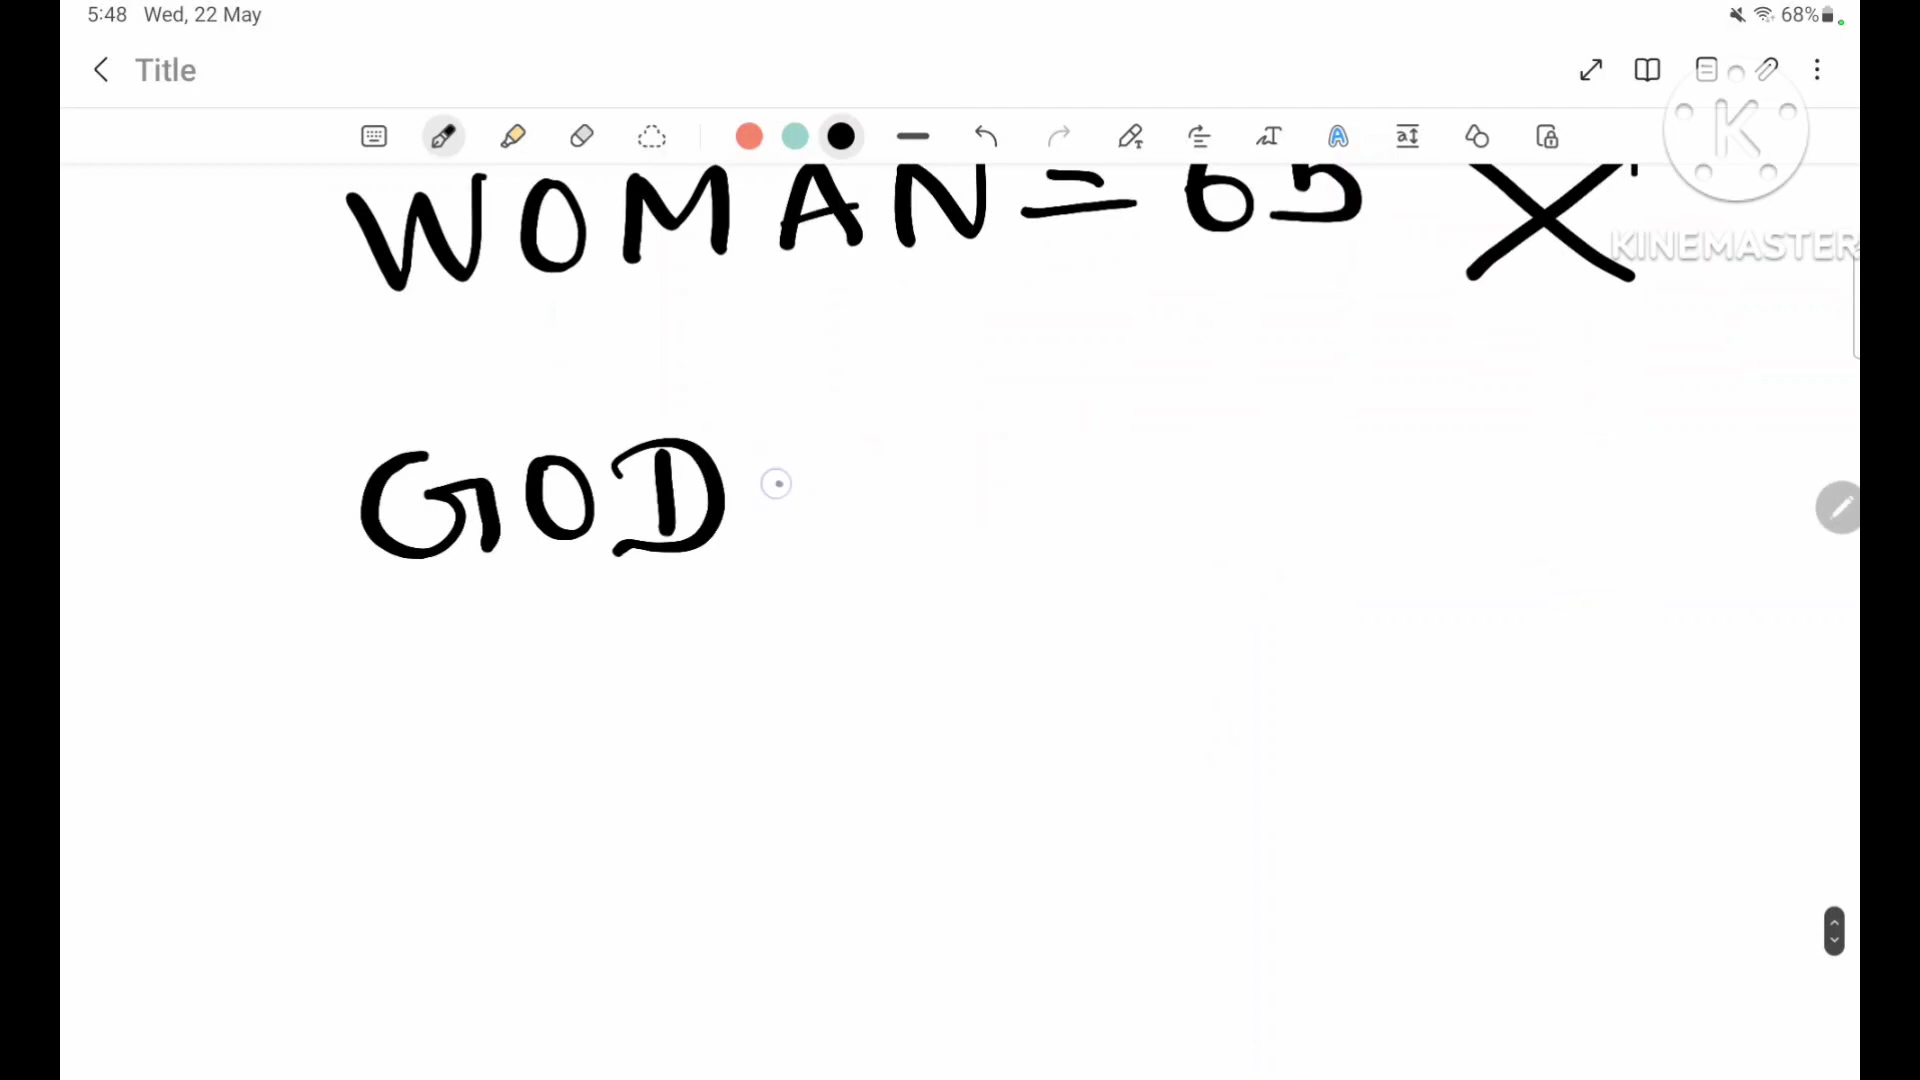 5:48 Wed, 22 May 68%
Title
K
KINEMASTER
WOMAN = 65 X
GOD